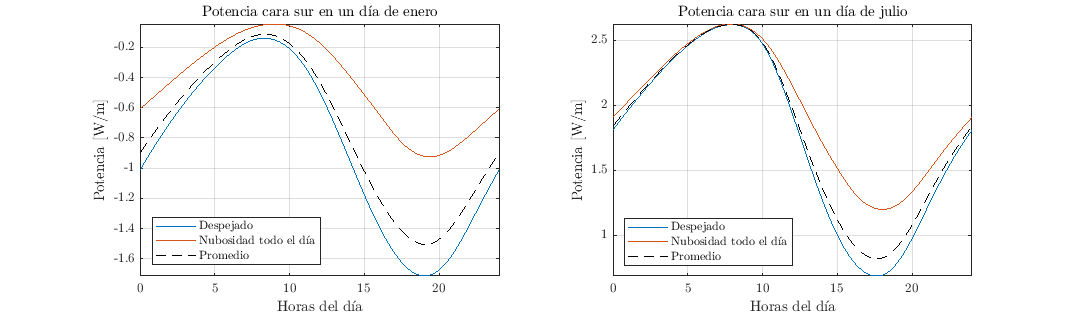 Potencia cara sur en un día de enero
-0.2
-0.4
-0.6
-0.8
-1
-1.2
-1.4
-1.6
Potencia [W/m]
Despejado
Nubosidad todo el día
Promedio
0 5 10 15 20
Horas del día
Potencia cara sur en un día de julio
2.5
2
1.5
1
Potencia [W/m]
Despejado
Nubosidad todo el día
Promedio
0 5 10 15 20
Horas del día